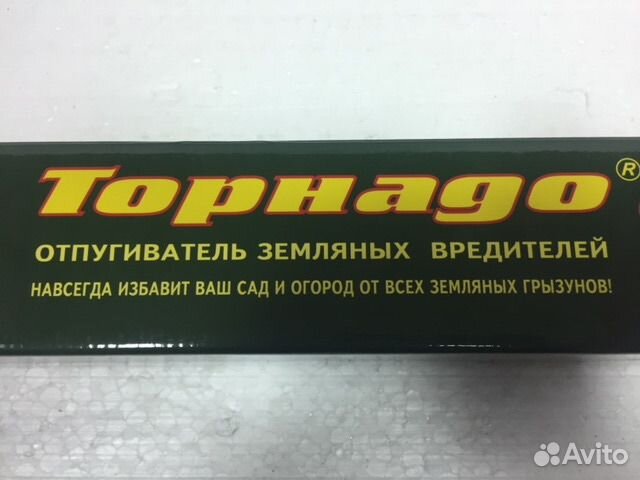 Торнадо®
ОТПУГИВАТЕЛЬ ЗЕМЛЯНЫХ ВРЕДИТЕЛЕЙ
НАВСЕГДА ИЗБАВИТ ВАШ САД И ОГОРОД ОТ ВСЕХ ЗЕМЛЯНЫХ ГРЫЗУНОВ!
Avito